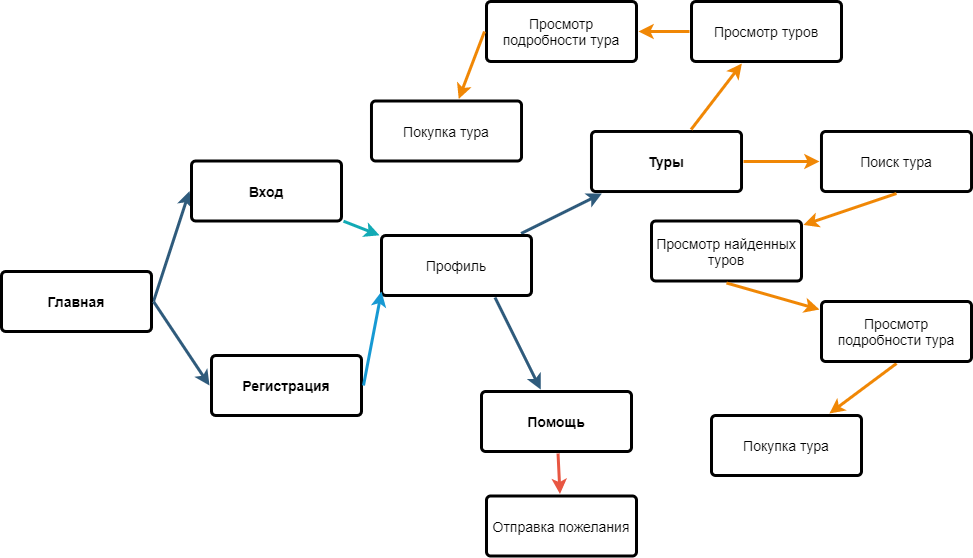 Просмотр
подробности тура
Просмотр туров
Покупка тура
Туры
Поиск тура
Вход
Просмотр найденных
туров
Профиль
Главная
Просмотр
подробности тура
Регистрация
Помощь
Покупка тура
Отправка пожелания